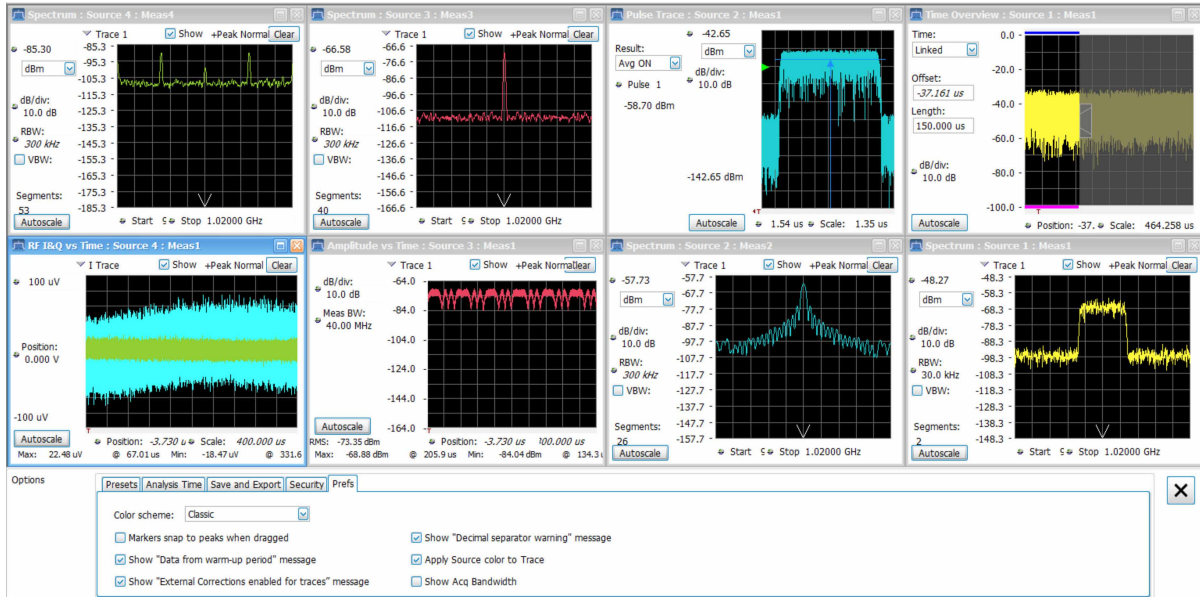 Spectrum : Source 4 : Meas4
-85.30
dBm
dB/div:
10.0 dB
RBW:
300 kHz
VBW:
Segments:
53
Autoscale
Trace 1
Show
+Peak Normal
Clear
-85.3
-95.3
-105.3
-115.3
-125.3
-135.3
-145.3
-155.3
-165.3
-175.3
-185.3
Start
Stop 1.02000 GHz
Spectrum : Source 3 : Meas3
-66.58
dBm
dB/div:
10.0 dB
RBW:
300 kHz
VBW:
Segments:
40
Autoscale
Trace 1
Show
+Peak Normal
Clear
-66.6
-76.6
-86.6
-96.6
-106.6
-116.6
-126.6
-136.6
-146.6
-156.6
-166.6
Start
Stop 1.02000 GHz
Pulse Trace : Source 2 : Meas1
Result:
Avg ON
Pulse 1
-58.70 dBm
-42.65
dBm
dB/div:
10.0 dB
-142.65 dBm
Autoscale
T
1.54 us
Scale: 1.35 us
Time Overview : Source 1 : Meas1
Time:
Linked
Offset:
-37.161 us
Length:
150.000 us
dB/div:
10.0 dB
Autoscale
0.0
-20.0
-40.0
-60.0
-80.0
-100.0
T
Position: -37.
Scale: 464.258 us
RF I&Q vs Time : Source 4 : Meas1
100 uV
Position:
0.000 V
-100 uV
Autoscale
I Trace
Show
+Peak Normal
Clear
T
Position: -3.730 u
Scale: 400.000 us
Max: 22.48 uV @ 67.01 us Min: -18.47 uV @ 331.6
Amplitude vs Time : Source 3 : Meas1
dB/div:
10.0 dB
Meas BW:
40.00 MHz
Autoscale
Trace 1
Show
+Peak Normal
lear
-64.0
-84.0
-104.0
-124.0
-144.0
-164.0
T
Position: -3.730
00.000 us
RMS: -73.35 dBm
Max: -68.88 dBm @ 205.9 us Min: -84.04 dBm @ 134.3
Spectrum : Source 2 : Meas2
-57.73
dBm
dB/div:
10.0 dB
RBW:
300 kHz
VBW:
Segments:
26
Autoscale
Trace 1
Show
+Peak Normal
Clear
-57.7
-67.7
-77.7
-87.7
-97.7
-107.7
-117.7
-127.7
-137.7
-147.7
-157.7
Start
Stop 1.02000 GHz
Spectrum : Source 1 : Meas1
-48.27
dBm
dB/div:
10.0 dB
RBW:
30.0 kHz
VBW:
Segments:
2
Autoscale
Trace 1
Show
+Peak Normal
Clear
-48.3
-58.3
-68.3
-78.3
-88.3
-98.3
-108.3
-118.3
-128.3
-138.3
-148.3
Start
Stop 1.02000 GHz
Options
Presets Analysis Time Save and Export Security Prefs
Color scheme: Classic
Markers snap to peaks when dragged
Show "Data from warm-up period" message
Show "External Corrections enabled for traces" message
Show "Decimal separator warning" message
Apply Source color to Trace
Show Acq Bandwidth